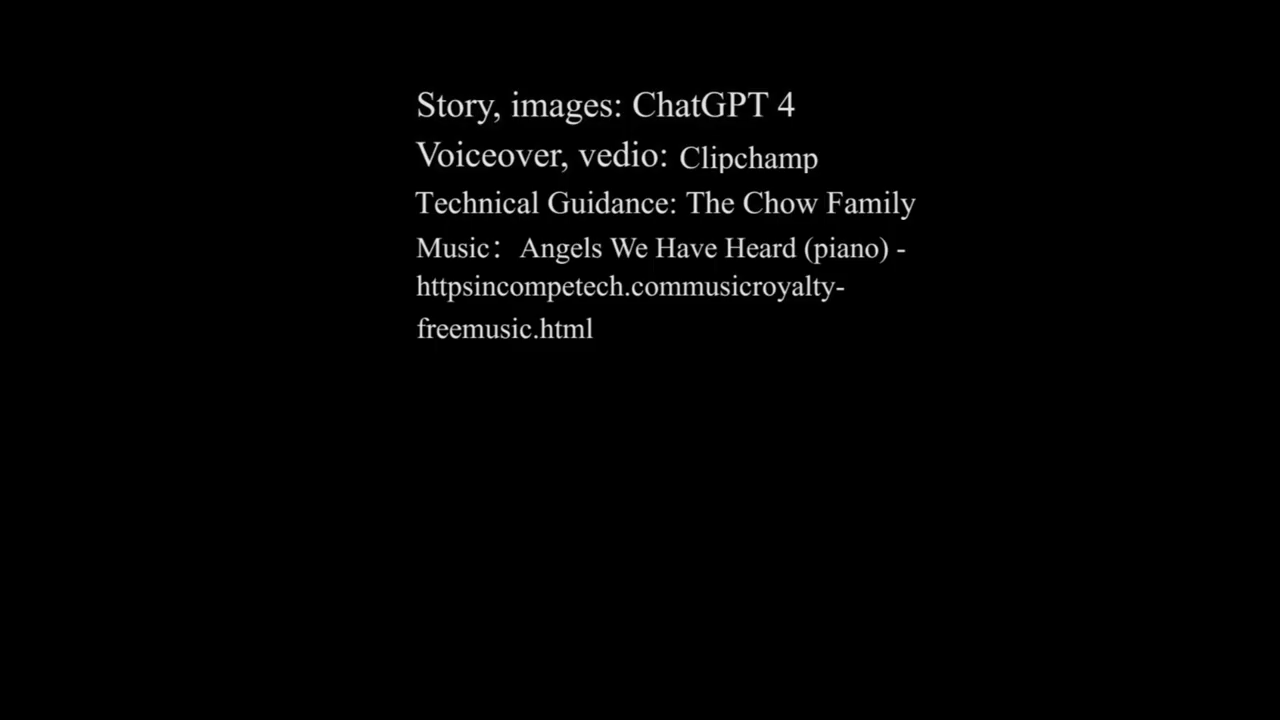 Story, images: ChatGPT 4
Voiceover, vedio: Clipchamp
Technical Guidance: The Chow Family
Music：Angels We Have Heard (piano) -
httpsincompetech.commusicroyalty-
freemusic.html